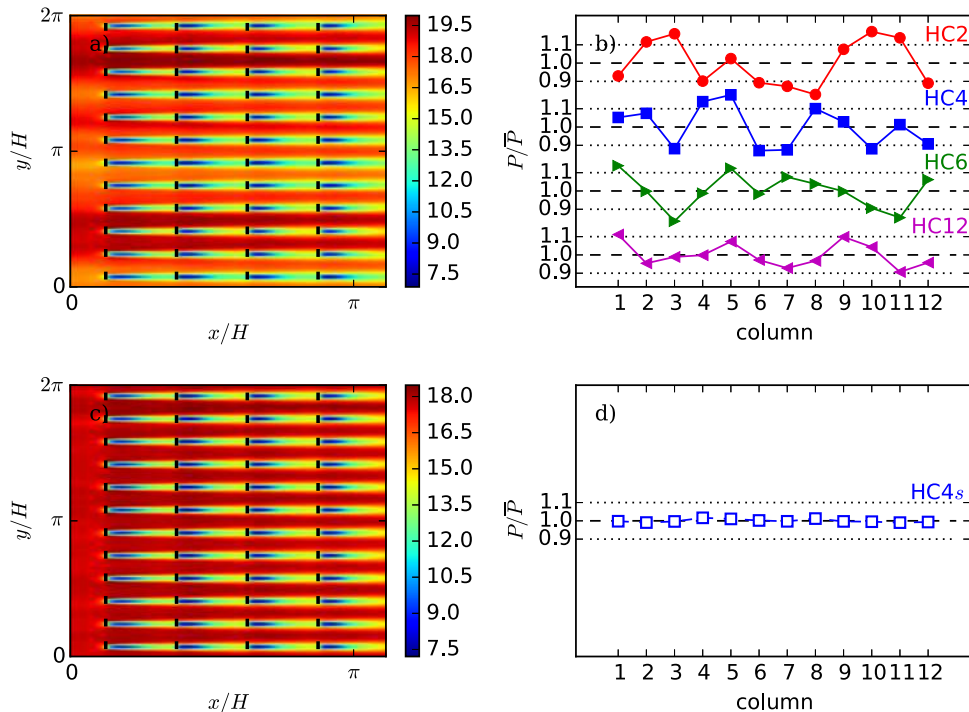 a)
2π
π
0
y/H
0
π
x/H
19.5
18.0
16.5
15.0
13.5
12.0
10.5
9.0
7.5
b)
HC2
HC4
HC6
HC12
1.1
1.0
0.9
1.1
1.0
0.9
1.1
1.0
0.9
1.1
1.0
0.9
P/P̅
1 2 3 4 5 6 7 8 9 10 11 12
column
c)
2π
π
0
y/H
0
π
x/H
18.0
16.5
15.0
13.5
12.0
10.5
9.0
7.5
d)
HC4s
1.1
1.0
0.9
P/P̅
1 2 3 4 5 6 7 8 9 10 11 12
column